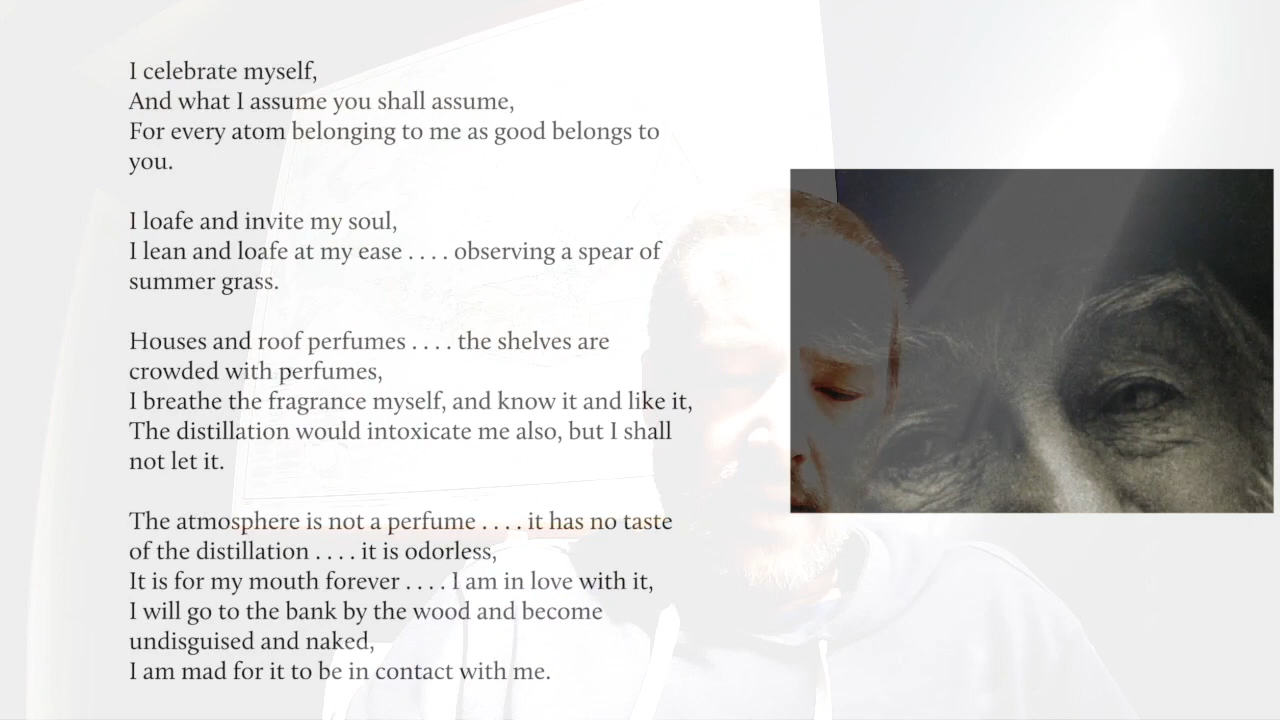 I celebrate myself,
And what I assume you shall assume,
For every atom belonging to me as good belongs to
you.
I loafe and invite my soul,
I lean and loafe at my ease . . . . observing a spear of
summer grass.
Houses and roof perfumes . . . . the shelves are
crowded with perfumes,
I breathe the fragrance myself, and know it and like it,
The distillation would intoxicate me also, but I shall
not let it.
The atmosphere is not a perfume . . . . it has no taste
of the distillation . . . . it is odorless,
It is for my mouth forever . . . . I am in love with it,
I will go to the bank by the wood and become
undisguised and naked,
I am mad for it to be in contact with me.